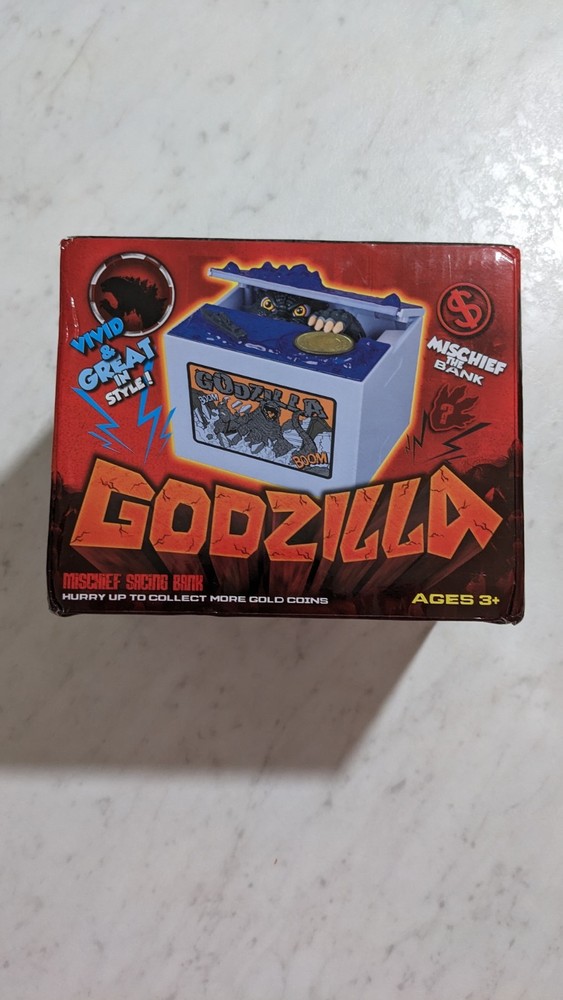 VIVID
&
GREAT
IN
STYLE!
$
MISCHIEF
THE
BANK
?
GODZILLA
BOOM
BOOM
GODZILLA
MISCHIEF SACING BANK
HURRY UP TO COLLECT MORE GOLD COINS
AGES 3+